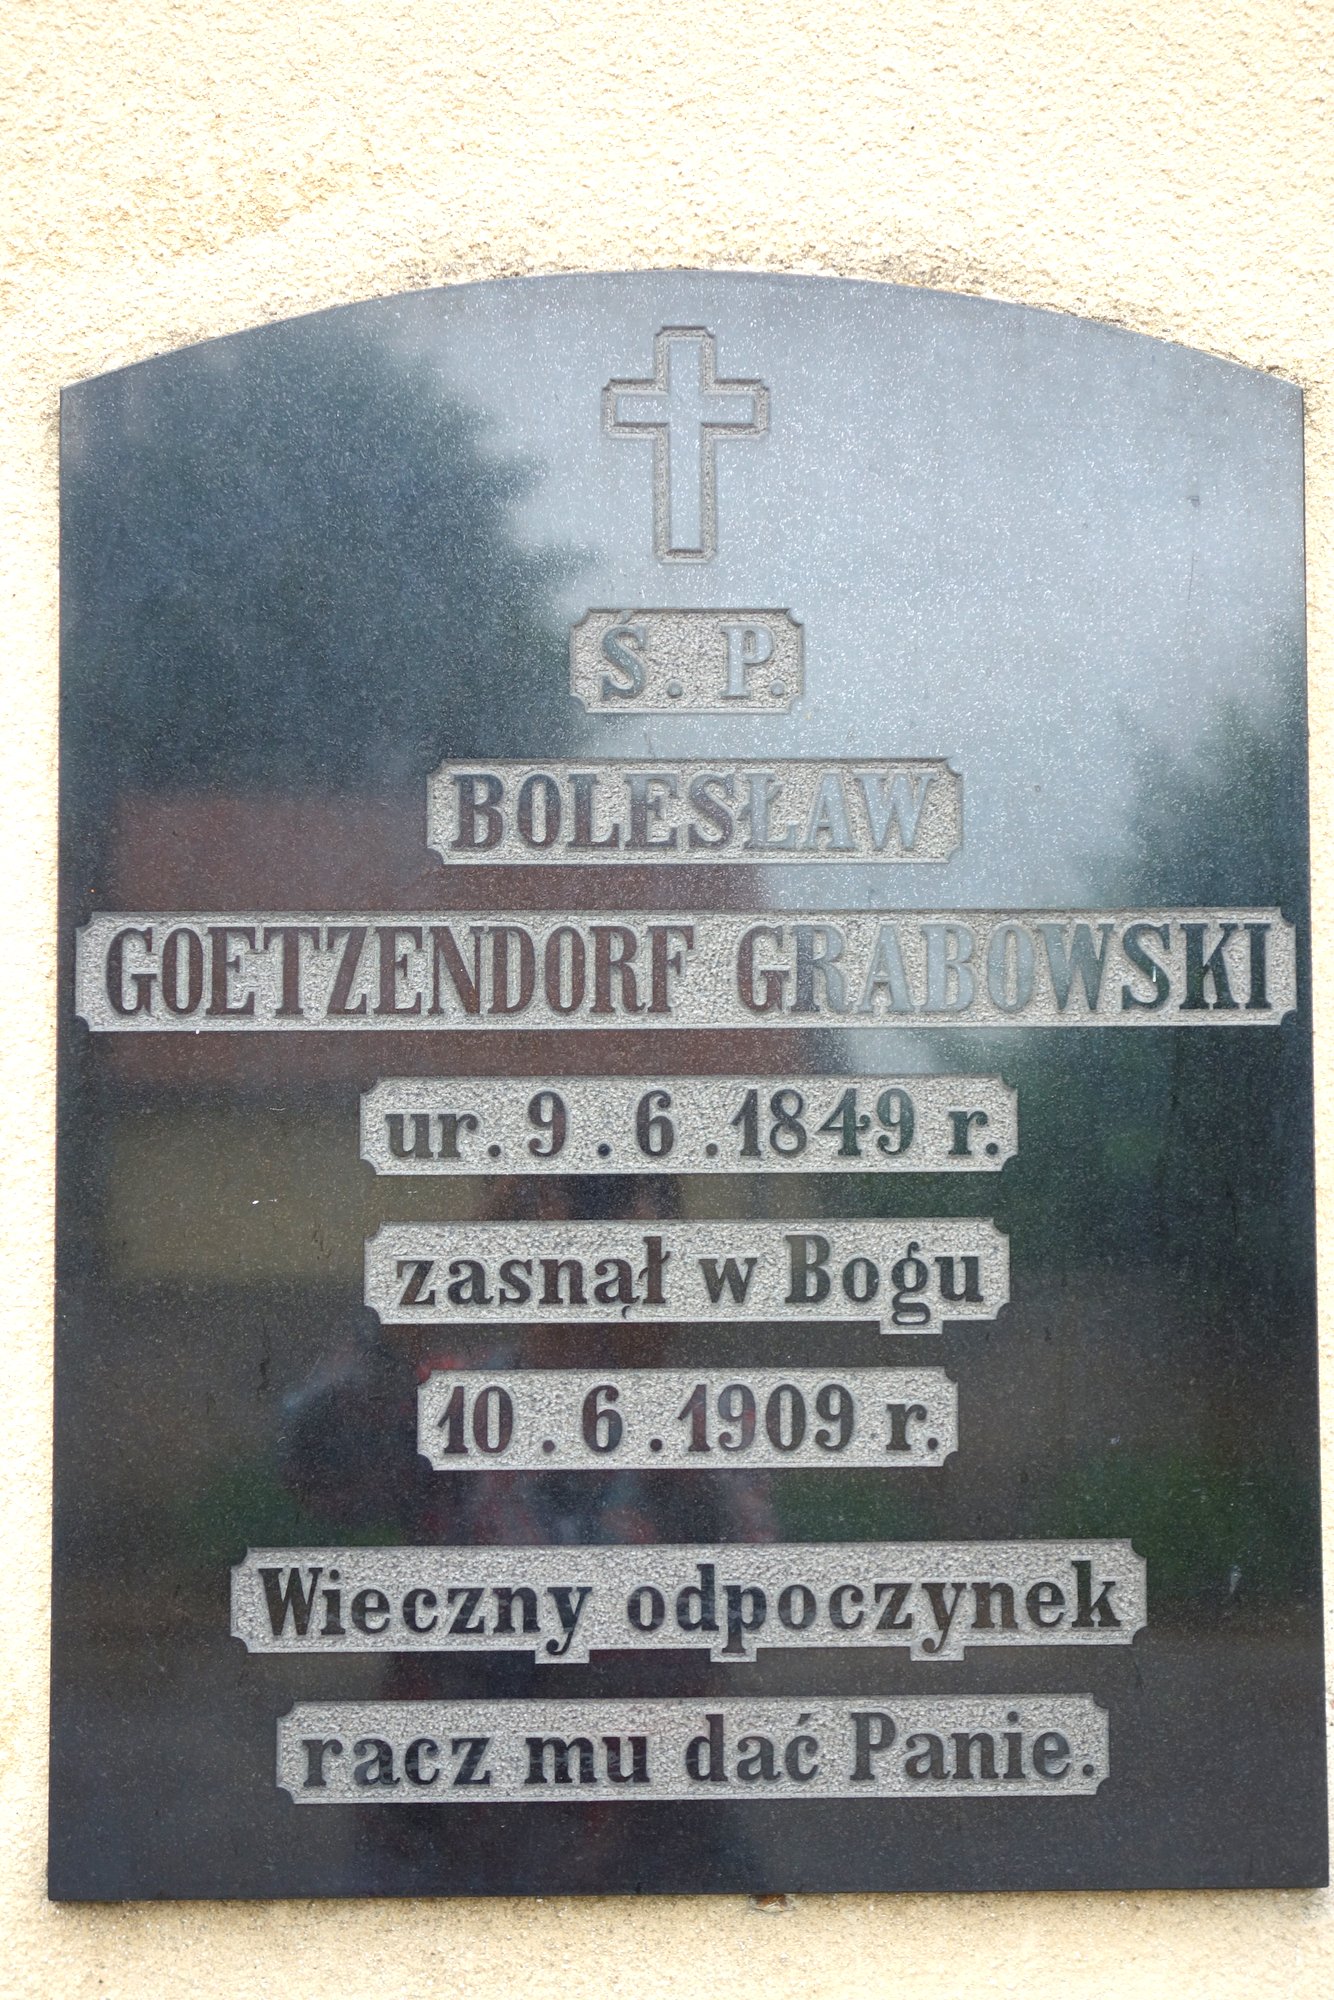 Ś. P.
BOLESŁAW
GOETZENDORF GRABOWSKI
ur. 9. 6. 1849 r.
zasnął w Bogu
10. 6. 1909 r.
Wieczny odpoczynek
racz mu dać Panie.